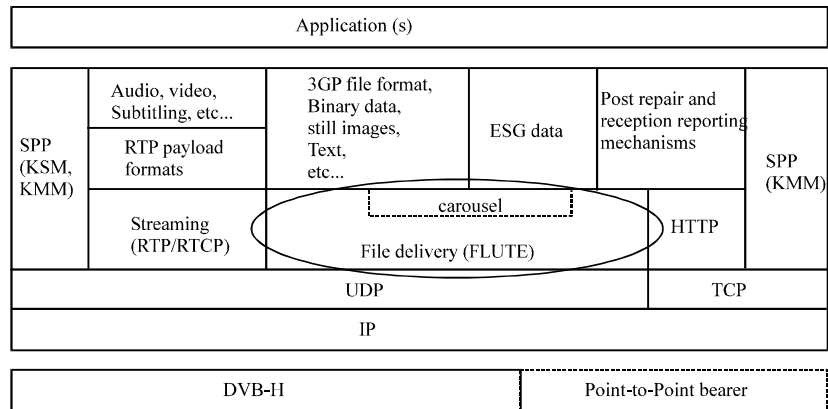 Application (s)
SPP
(KSM,
KMM)
Audio, video,
Subtitling, etc...
RTP payload
formats
Streaming
(RTP/RTCP)
3GP file format,
Binary data,
still images,
Text,
etc...
ESG data
carousel
File delivery (FLUTE)
Post repair and
reception reporting
mechanisms
HTTP
SPP
(KMM)
UDP
TCP
IP
DVB-H
Point-to-Point bearer